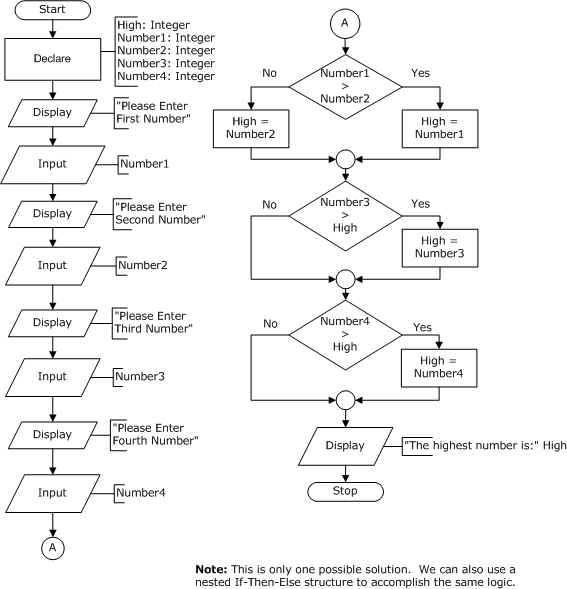 Start
Declare
High: Integer
Number1: Integer
Number2: Integer
Number3: Integer
Number4: Integer
Display
"Please Enter
First Number"
Input
Number1
Display
"Please Enter
Second Number"
Input
Number2
Display
"Please Enter
Third Number"
Input
Number3
Display
"Please Enter
Fourth Number"
Input
Number4
A
A
Number1
>
Number2
No
Yes
High =
Number2
High =
Number1
Number3
>
High
No
Yes
High =
Number3
Number4
>
High
No
Yes
High =
Number4
Display
"The highest number is:" High
Stop
Note: This is only one possible solution. We can also use a
nested If-Then-Else structure to accomplish the same logic.